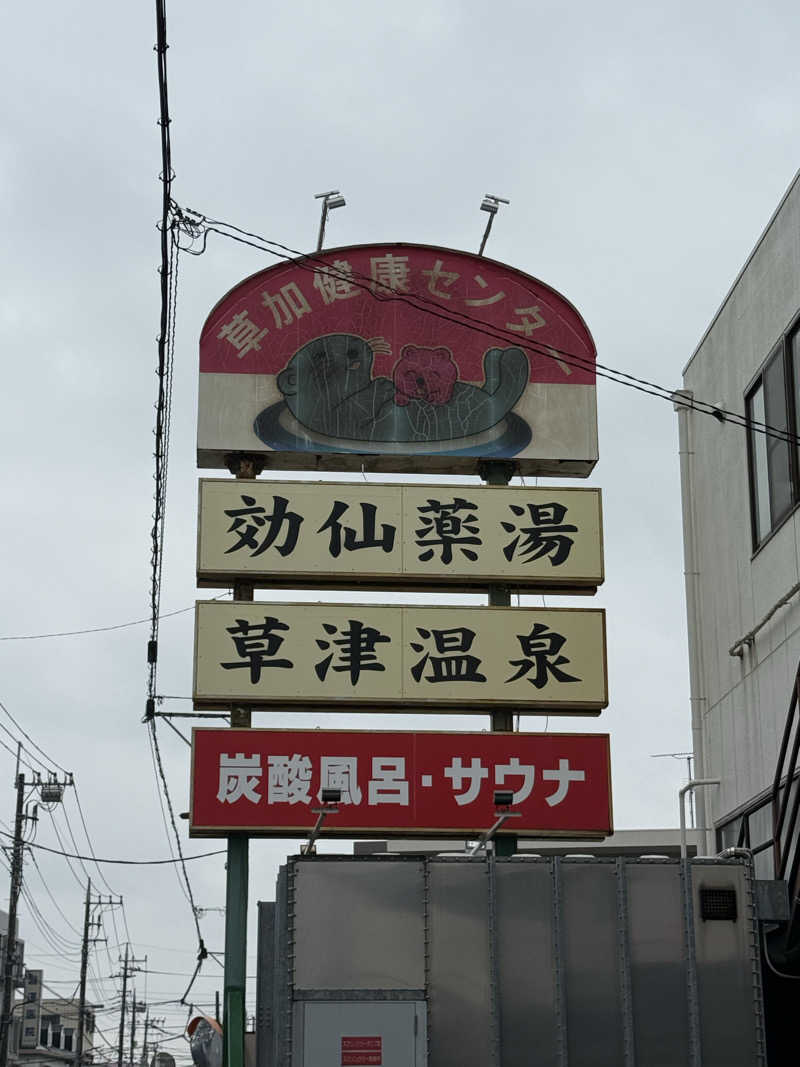 草加健康センター
効仙薬湯
草津温泉
炭酸風呂・サウナ